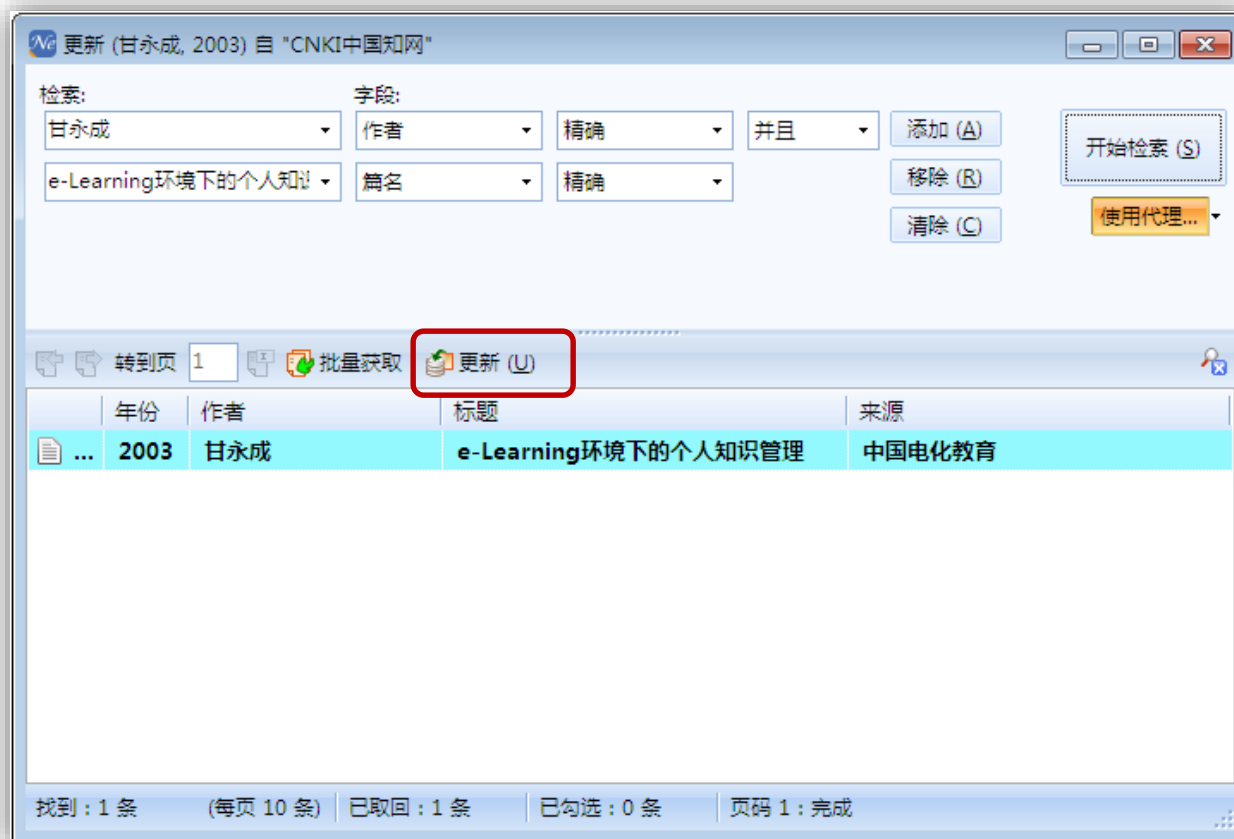 更新 (甘永成, 2003) 自 "CNKI中国知网"
检索: 字段:
甘永成 作者 精确 并且 添加 (A) 开始检索 (S)
e-Learning环境下的个人知 篇名 精确 移除 (R)
使用代理...
清除 (C)
转到页 1 批量获取 更新 (U)
年份 作者 标题 来源
... 2003 甘永成 e-Learning环境下的个人知识管理 中国电化教育
找到：1 条 (每页 10 条) 已取回：1 条 已勾选：0 条 页码 1：完成